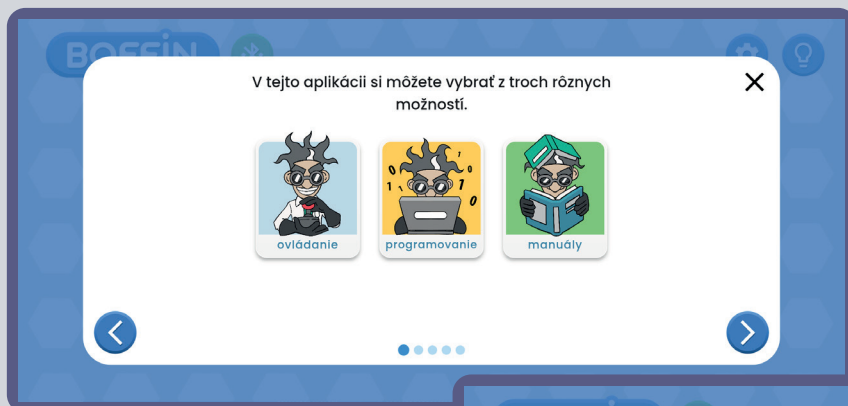 BOFFIN
V tejto aplikácii si môžete vybrať z troch rôznych
možností.
ovládanie
programovanie
manuály